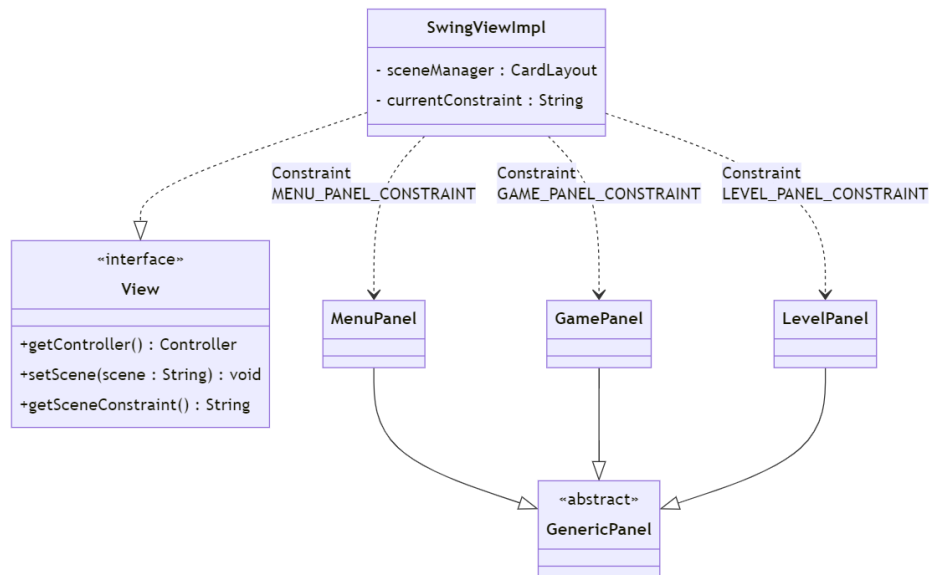 SwingViewImpl
- sceneManager : CardLayout
- currentConstraint : String
Constraint
MENU_PANEL_CONSTRAINT
Constraint
GAME_PANEL_CONSTRAINT
Constraint
LEVEL_PANEL_CONSTRAINT
«interface»
View
+getController() : Controller
+setScene(scene : String) : void
+getSceneConstraint() : String
MenuPanel
GamePanel
LevelPanel
«abstract»
GenericPanel